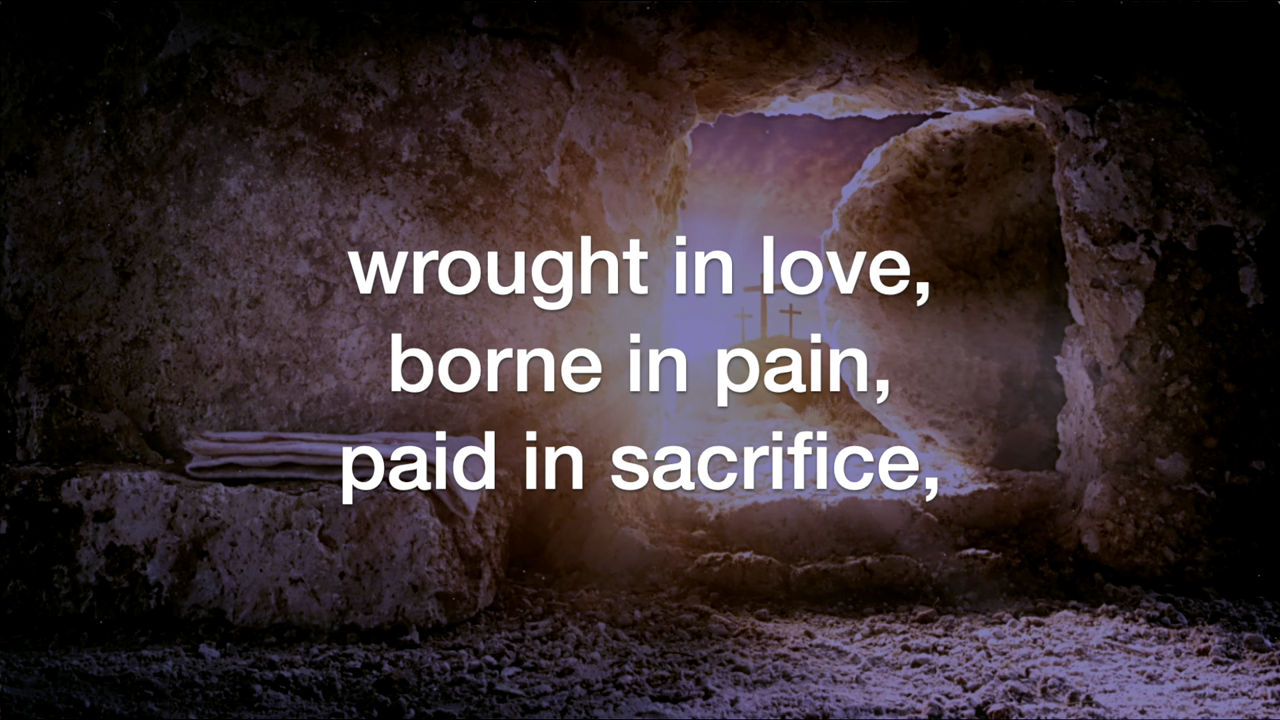 wrought in love,
borne in pain,
paid in sacrifice,